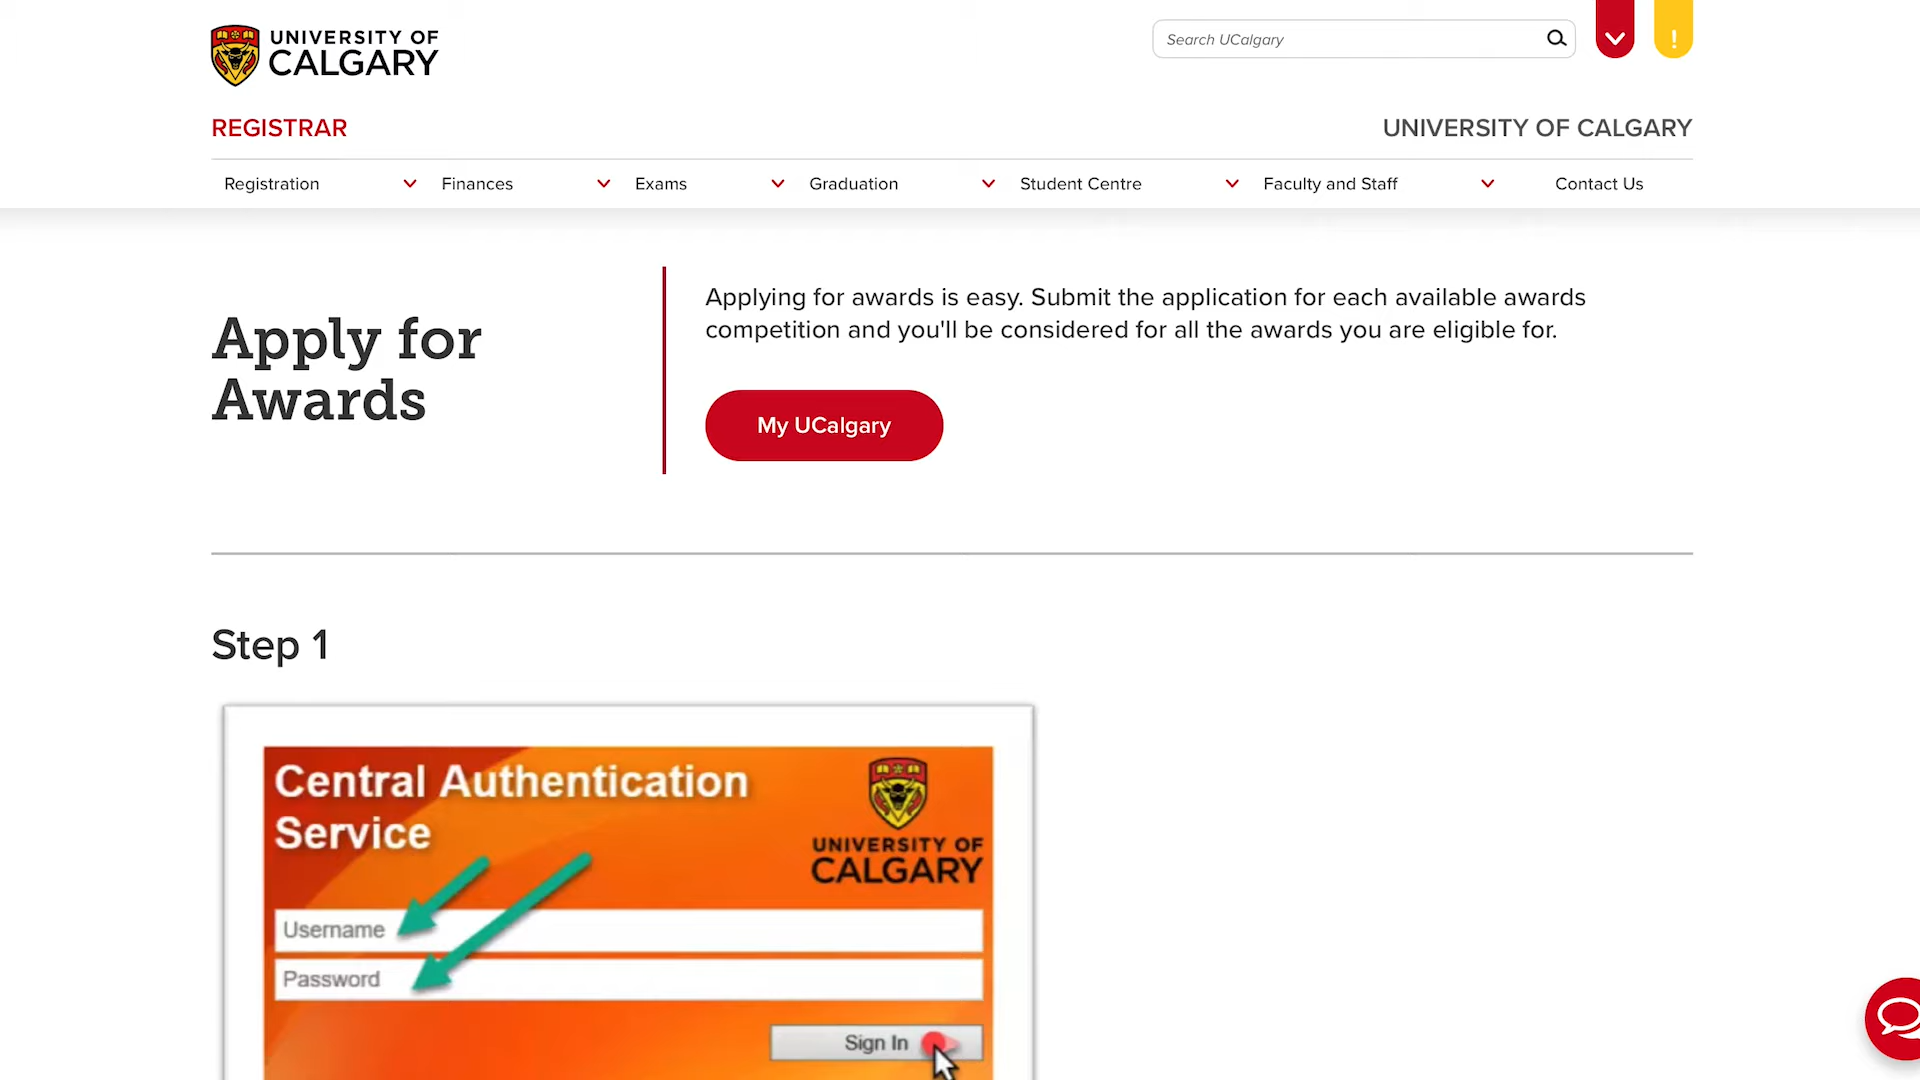 UNIVERSITY OF
CALGARY
Search UCalgary
!
REGISTRAR
UNIVERSITY OF CALGARY
Registration
Finances
Exams
Graduation
Student Centre
Faculty and Staff
Contact Us
Apply for
Awards
Applying for awards is easy. Submit the application for each available awards
competition and you'll be considered for all the awards you are eligible for.
My UCalgary
Step 1
Central Authentication
Service
UNIVERSITY OF
CALGARY
Username
Password
Sign In